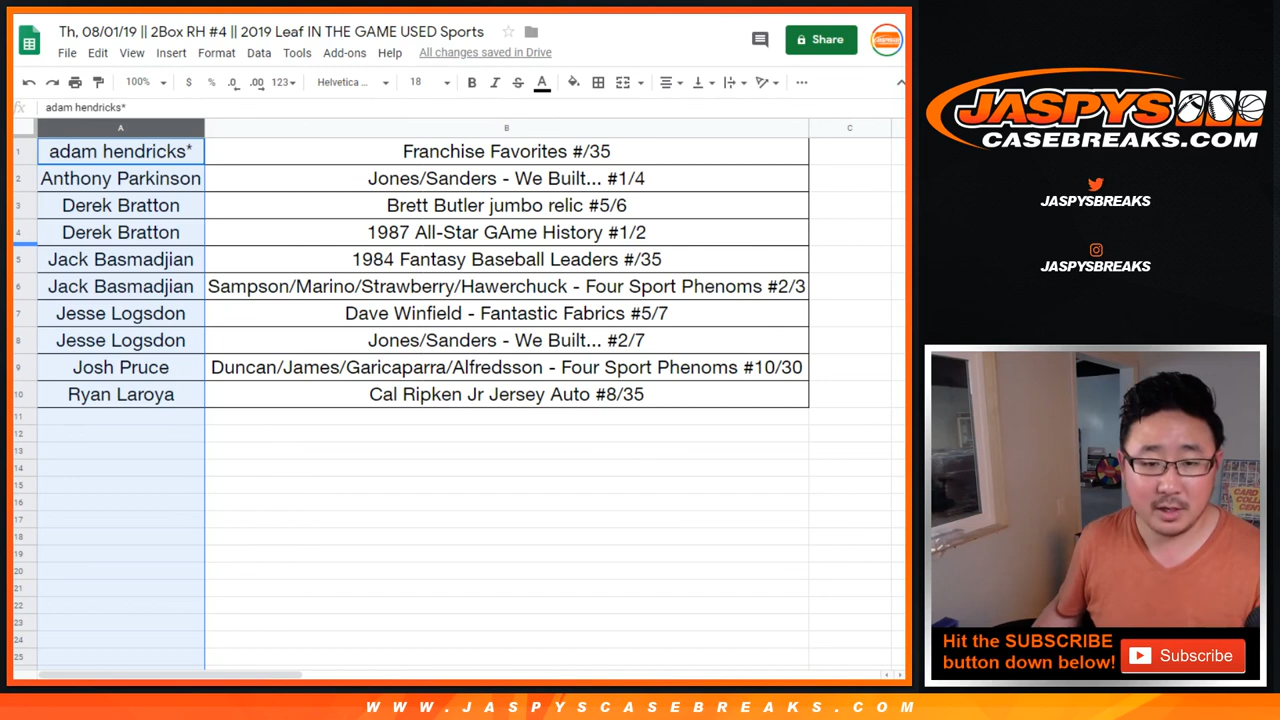 Th, 08/01/19 || 2Box RH #4 || 2019 Leaf IN THE GAME USED Sports
File Edit View Insert Format Data Tools Add-ons Help All changes saved in Drive
Share
100% $ % .0 .00 123 Helvetica ... 18 B I S A
fx adam hendricks*
A B C
1 adam hendricks* Franchise Favorites #/35
2 Anthony Parkinson Jones/Sanders - We Built... #1/4
3 Derek Bratton Brett Butler jumbo relic #5/6
4 Derek Bratton 1987 All-Star GAme History #1/2
5 Jack Basmadjian 1984 Fantasy Baseball Leaders #/35
6 Jack Basmadjian Sampson/Marino/Strawberry/Hawerchuck - Four Sport Phenoms #2/3
7 Jesse Logsdon Dave Winfield - Fantastic Fabrics #5/7
8 Jesse Logsdon Jones/Sanders - We Built... #2/7
9 Josh Pruce Duncan/James/Garicaparra/Alfredsson - Four Sport Phenoms #10/30
10 Ryan Laroya Cal Ripken Jr Jersey Auto #8/35
11
12
13
14
15
16
17
18
19
20
21
22
23
24
25
JASPYS
CASEBREAKS.COM
JASPYSBREAKS
JASPYSBREAKS
CARD
COLL
CENT
Hit the SUBSCRIBE
button down below!
Subscribe
WWW.JASPYSCASEBREAKS.COM